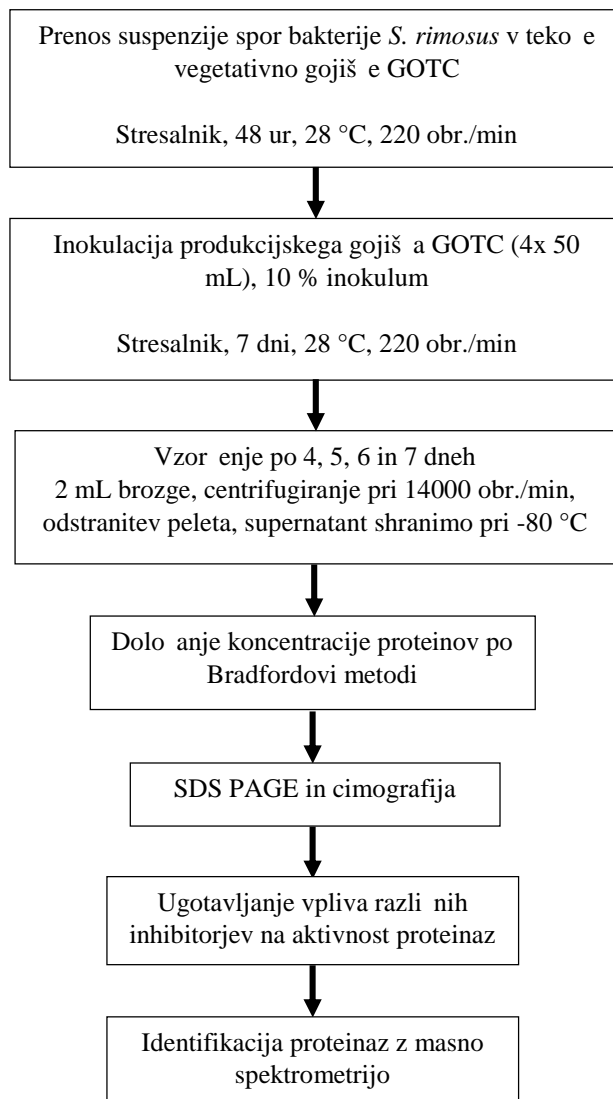 Prenos suspenzije spor bakterije S. rimosus v teko e
vegetativno gojiš e GOTC
Stresalnik, 48 ur, 28 °C, 220 obr./min
Inokulacija produkcijskega gojiš a GOTC (4x 50
mL), 10 % inokulum
Stresalnik, 7 dni, 28 °C, 220 obr./min
Vzor enje po 4, 5, 6 in 7 dneh
2 mL brozge, centrifugiranje pri 14000 obr./min,
odstranitev peleta, supernatant shranimo pri -80 °C
Dolo anje koncentracije proteinov po
Bradfordovi metodi
SDS PAGE in cimografija
Ugotavljanje vpliva razli nih
inhibitorjev na aktivnost proteinaz
Identifikacija proteinaz z masno
spektrometrijo